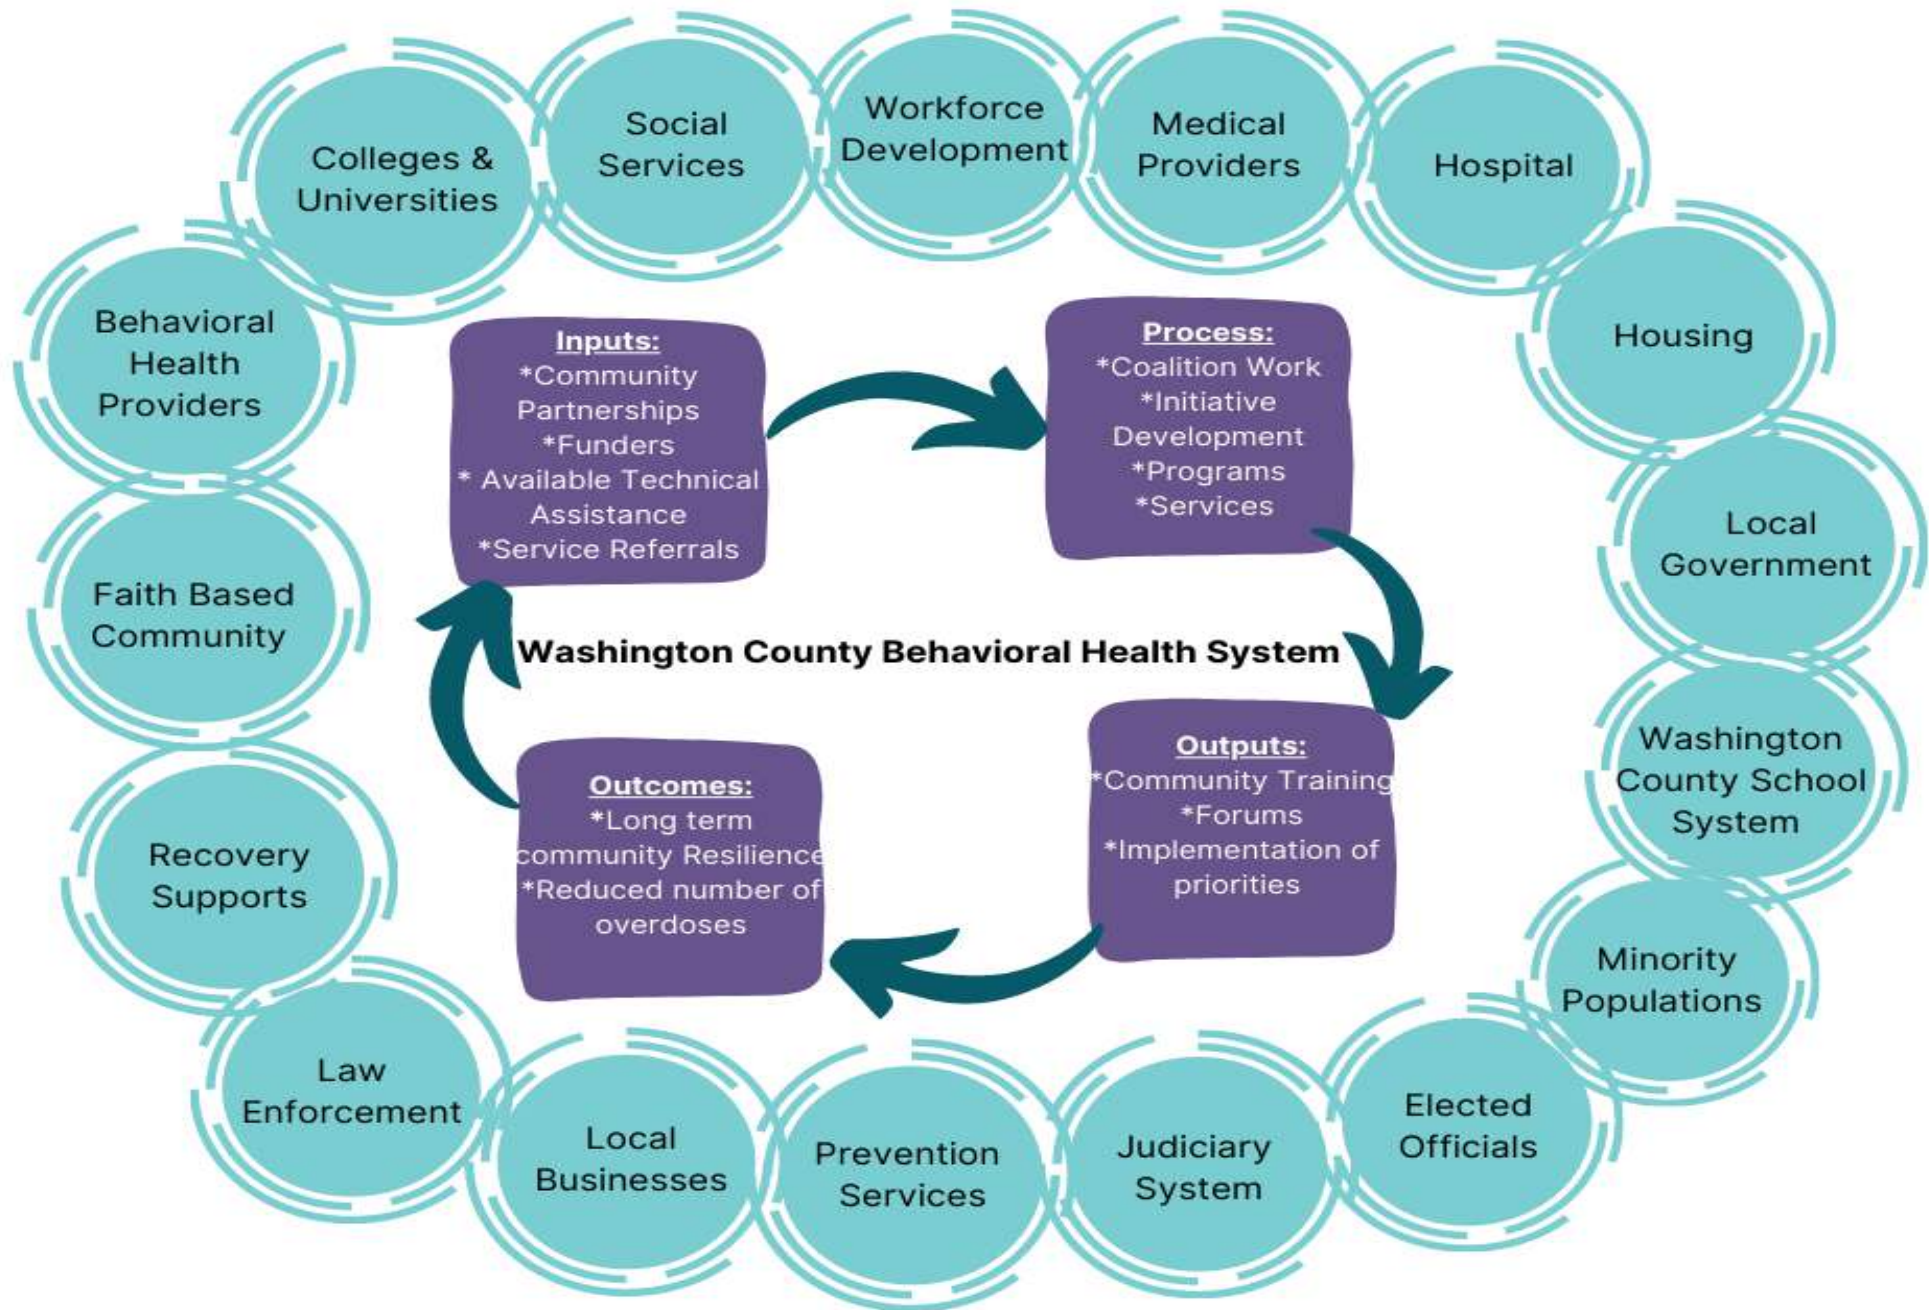 Social
Services
Workforce
Development
Medical
Providers
Hospital
Colleges &
Universities
Housing
Behavioral
Health
Providers
Inputs:
*Community
Partnerships
*Funders
* Available Technical
Assistance
*Service Referrals
Process:
*Coalition Work
*Initiative
Development
*Programs
*Services
Local
Government
Faith Based
Community
Washington County Behavioral Health System
Washington
County School
System
Outcomes:
*Long term
community Resilience
*Reduced number of
overdoses
Outputs:
*Community Training
*Forums
*Implementation of
priorities
Recovery
Supports
Minority
Populations
Law
Enforcement
Local
Businesses
Prevention
Services
Judiciary
System
Elected
Officials